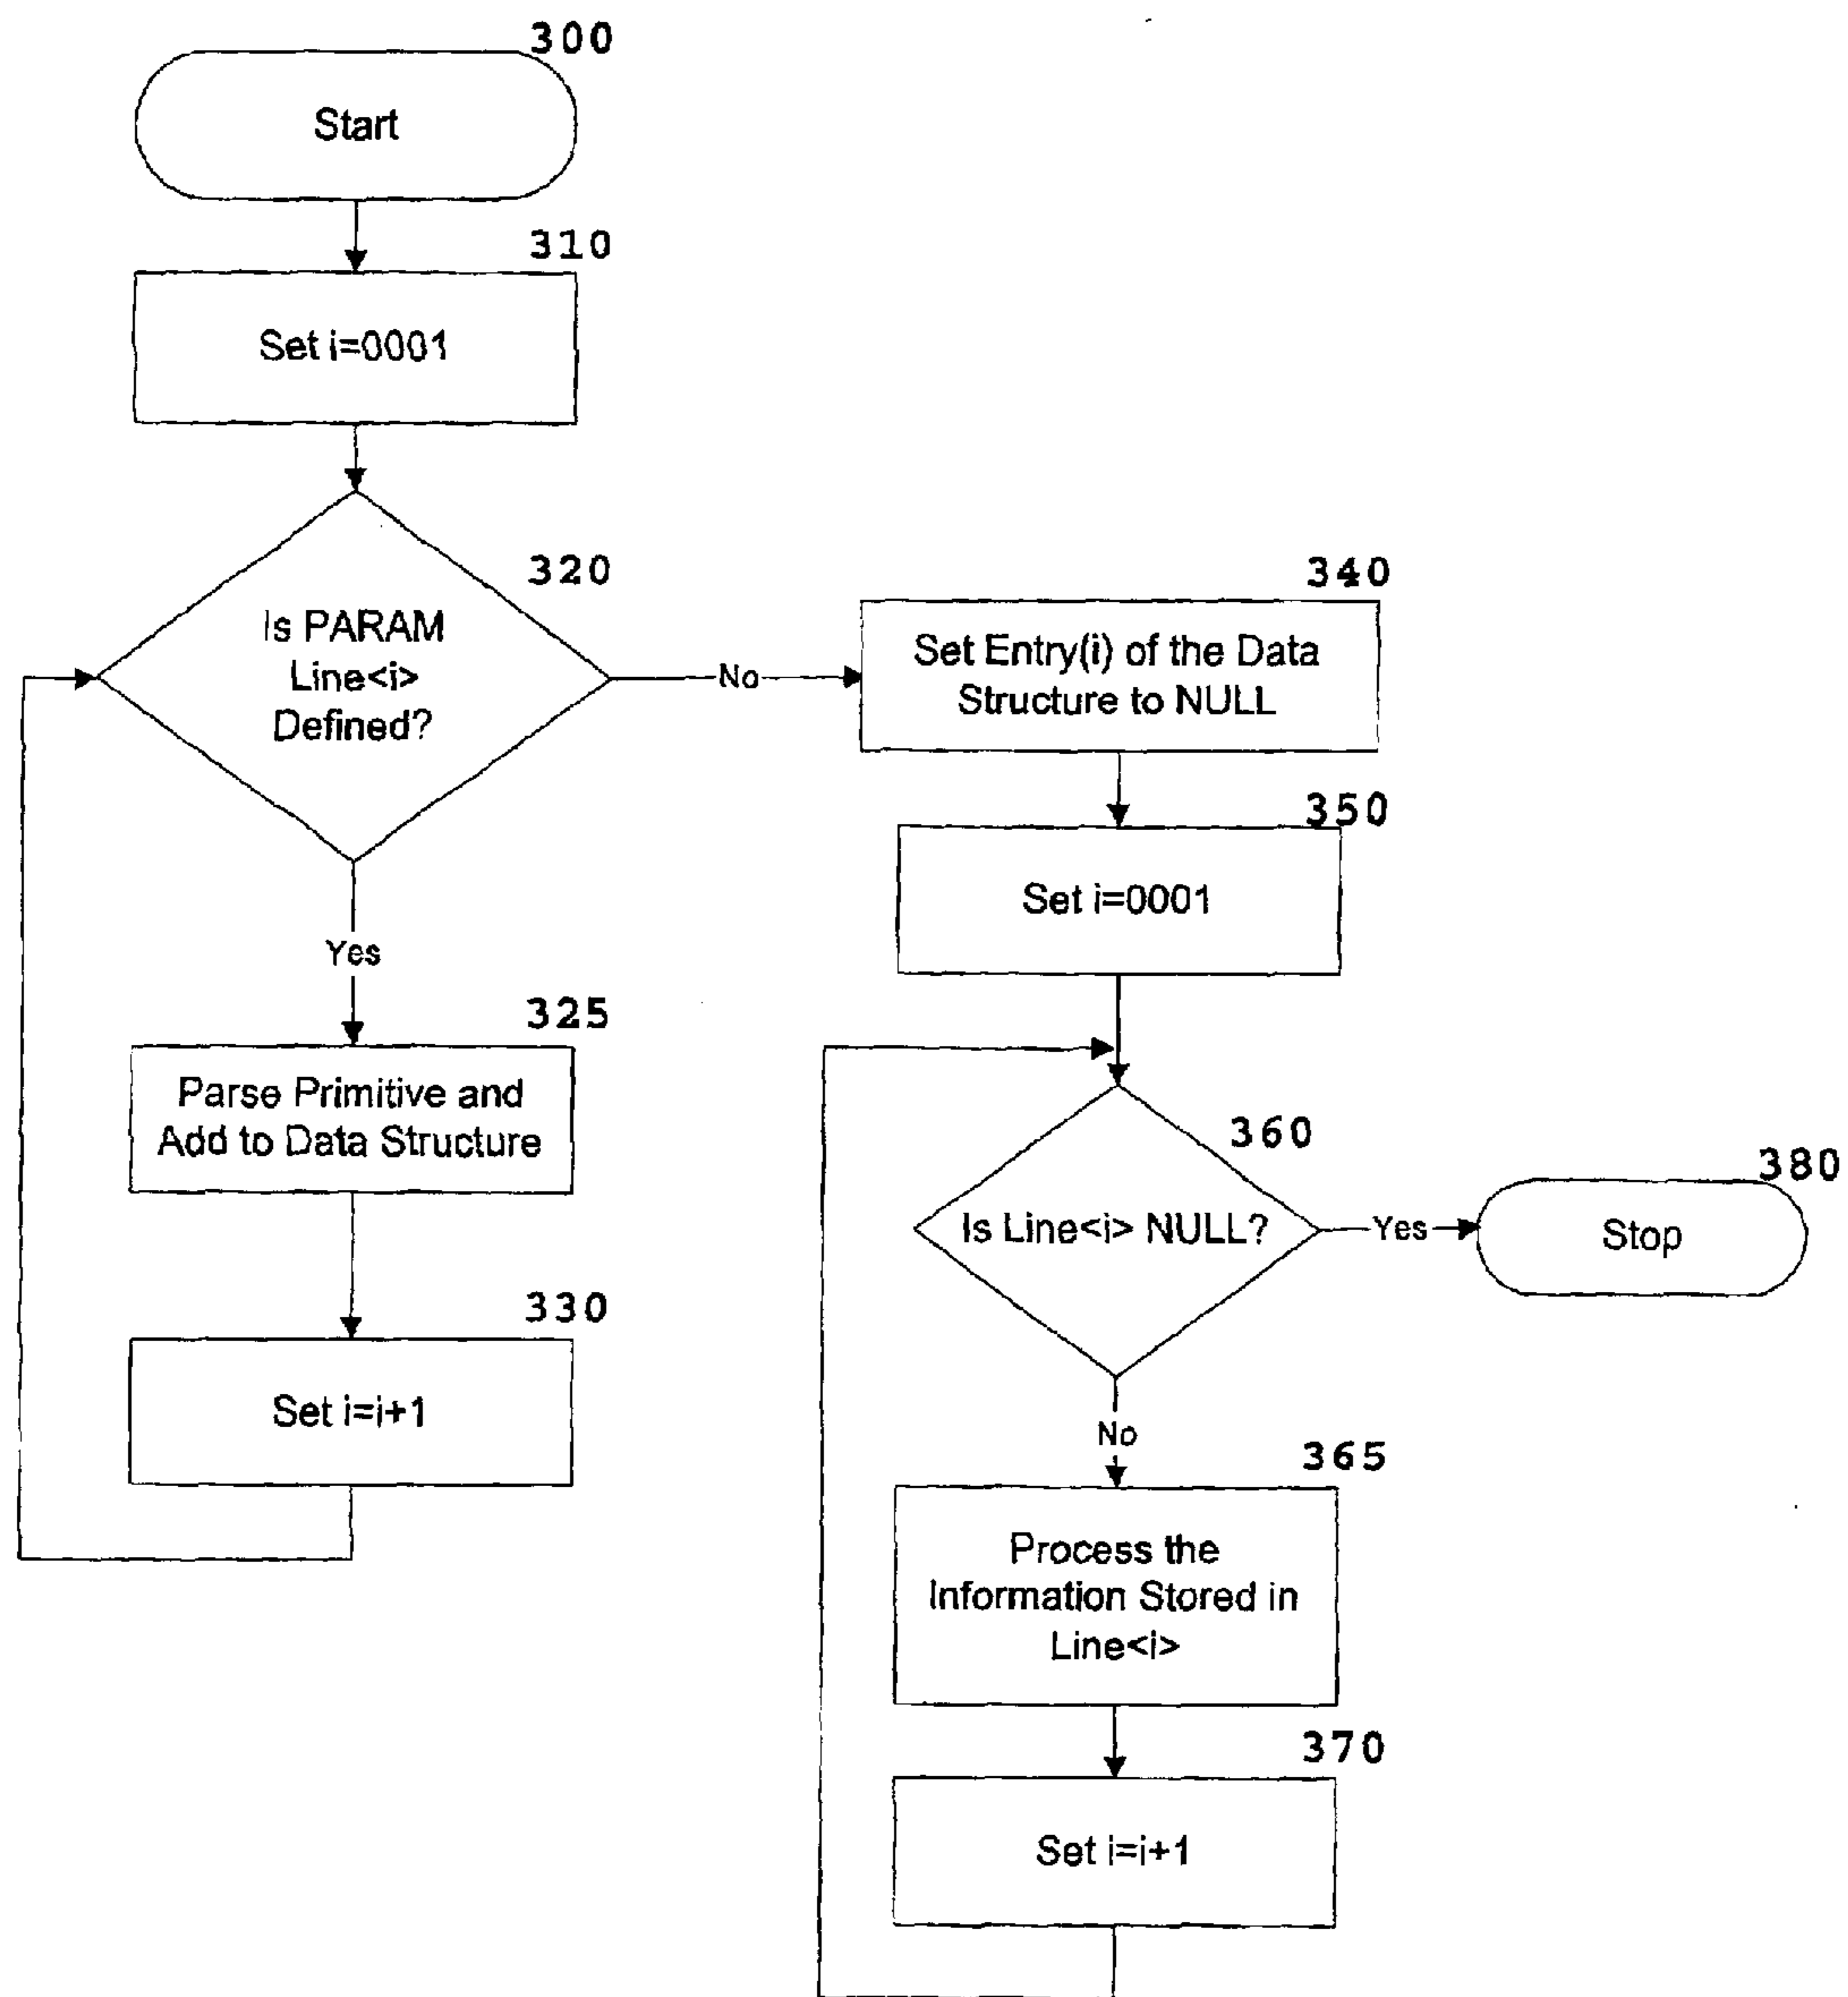 300
Start
310
Set i=0001
320
Is PARAM
Line<i>
Defined?
No
Yes
325
Parse Primitive and
Add to Data Structure
330
Set i=i+1
340
Set Entry(i) of the Data
Structure to NULL
350
Set i=0001
360
Is Line<i> NULL?
Yes
380
Stop
No
365
Process the
Information Stored in
Line<i>
370
Set i=i+1